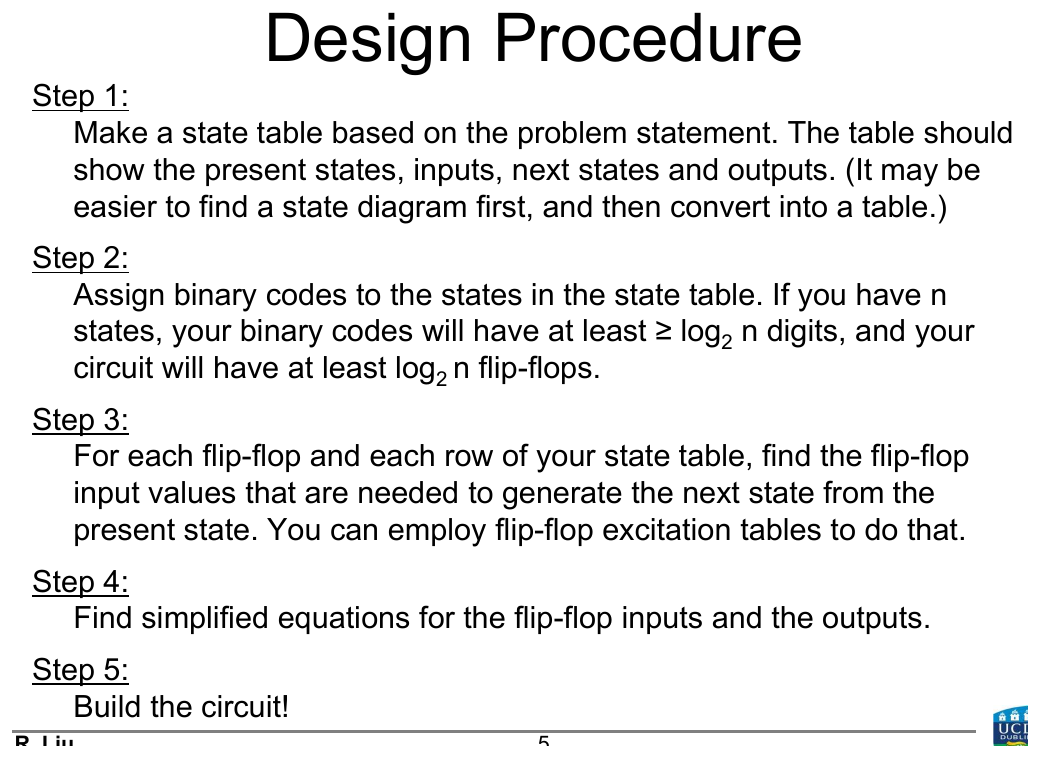 Design Procedure
Step 1:
Make a state table based on the problem statement. The table should
show the present states, inputs, next states and outputs. (It may be
easier to find a state diagram first, and then convert into a table.)
Step 2:
Assign binary codes to the states in the state table. If you have n
states, your binary codes will have at least ≥ log₂ n digits, and your
circuit will have at least log₂ n flip-flops.
Step 3:
For each flip-flop and each row of your state table, find the flip-flop
input values that are needed to generate the next state from the
present state. You can employ flip-flop excitation tables to do that.
Step 4:
Find simplified equations for the flip-flop inputs and the outputs.
Step 5:
Build the circuit!
R. Liu
5